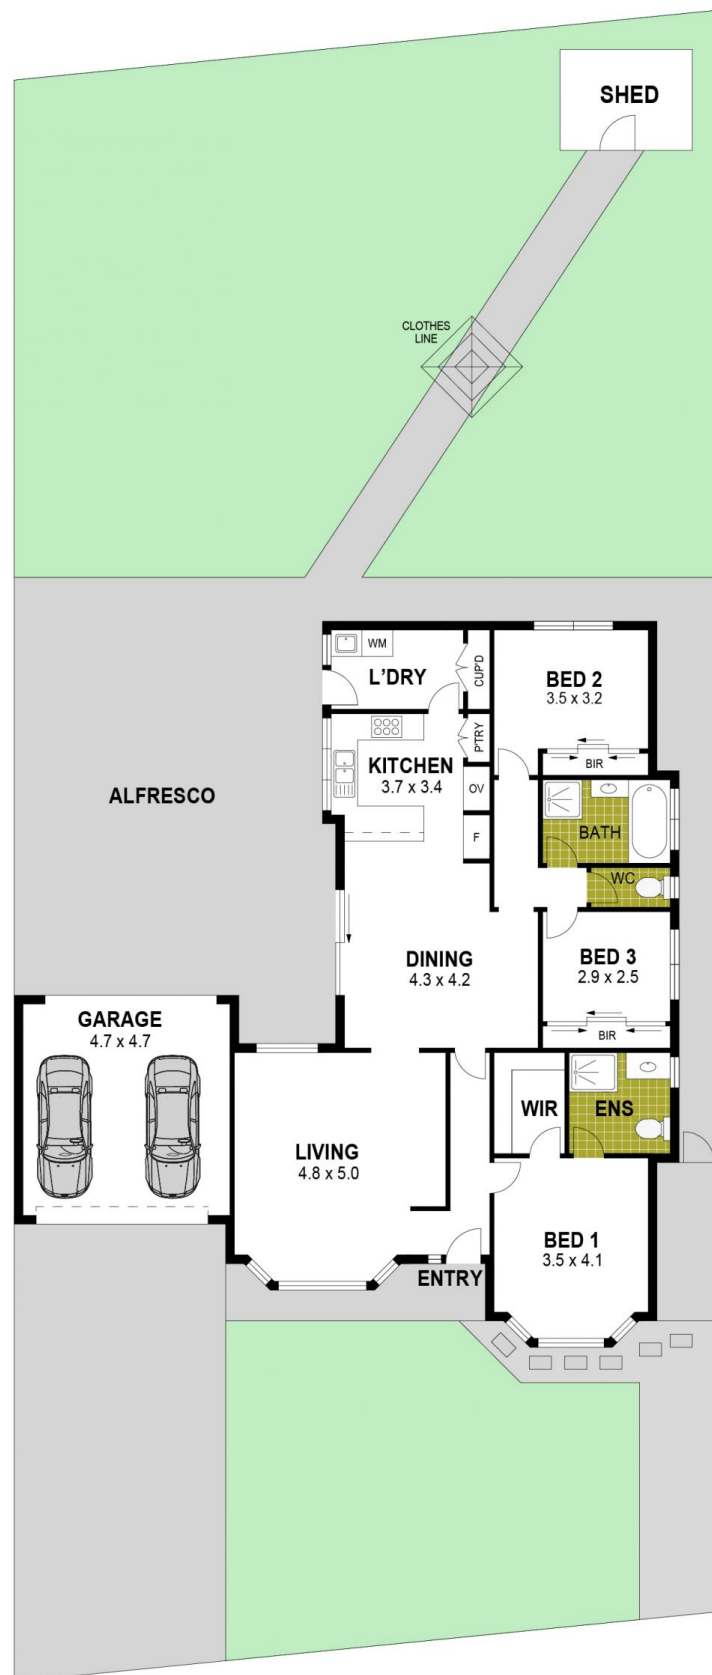 SHED
CLOTHES
LINE
WM
L'DRY
CUP'D
BED 2
3.5 x 3.2
BIR
P'TRY
KITCHEN
3.7 x 3.4
OV
F
ALFRESCO
BATH
WC
DINING
4.3 x 4.2
BED 3
2.9 x 2.5
BIR
GARAGE
4.7 x 4.7
WIR
ENS
LIVING
4.8 x 5.0
BED 1
3.5 x 4.1
ENTRY